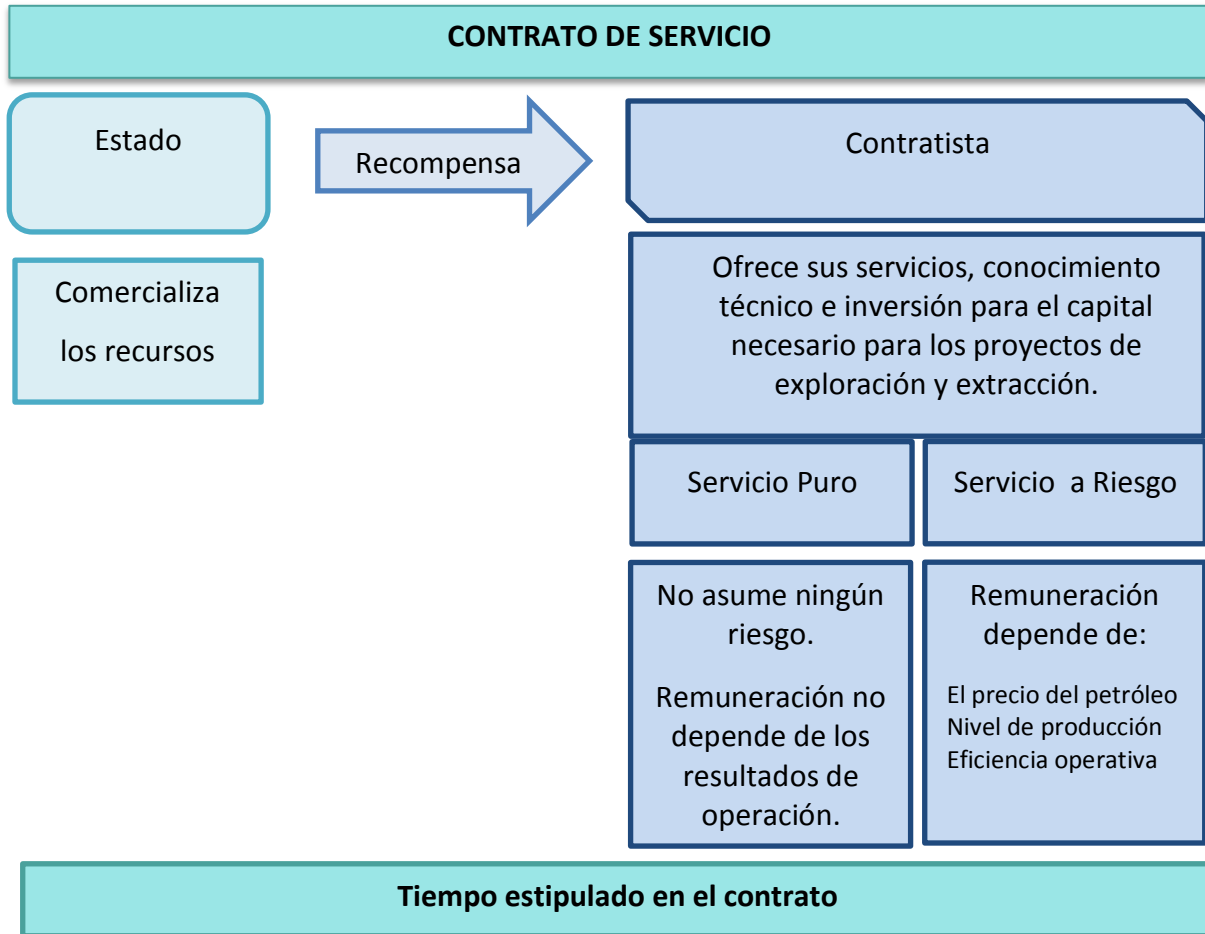 CONTRATO DE SERVICIO
Estado
Recompensa
Contratista
Comercializa
los recursos
Ofrece sus servicios, conocimiento
técnico e inversión para el capital
necesario para los proyectos de
exploración y extracción.
Servicio Puro
Servicio a Riesgo
No asume ningún
riesgo.
Remuneración no
depende de los
resultados de
operación.
Remuneración
depende de:
El precio del petróleo
Nivel de producción
Eficiencia operativa
Tiempo estipulado en el contrato